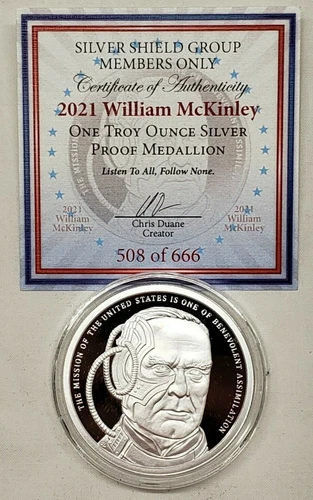 SILVER SHIELD GROUP
MEMBERS ONLY
Certificate of Authenticity
2021 William McKinley
ONE TROY OUNCE SILVER
PROOF MEDALLION
Listen To All, Follow None.
2021
William
McKinley
Chris Duane
Creator
2021
William
McKinley
508 of 666
THE MISSION OF THE UNITED STATES IS ONE OF BENEVOLENT ASSIMILATION